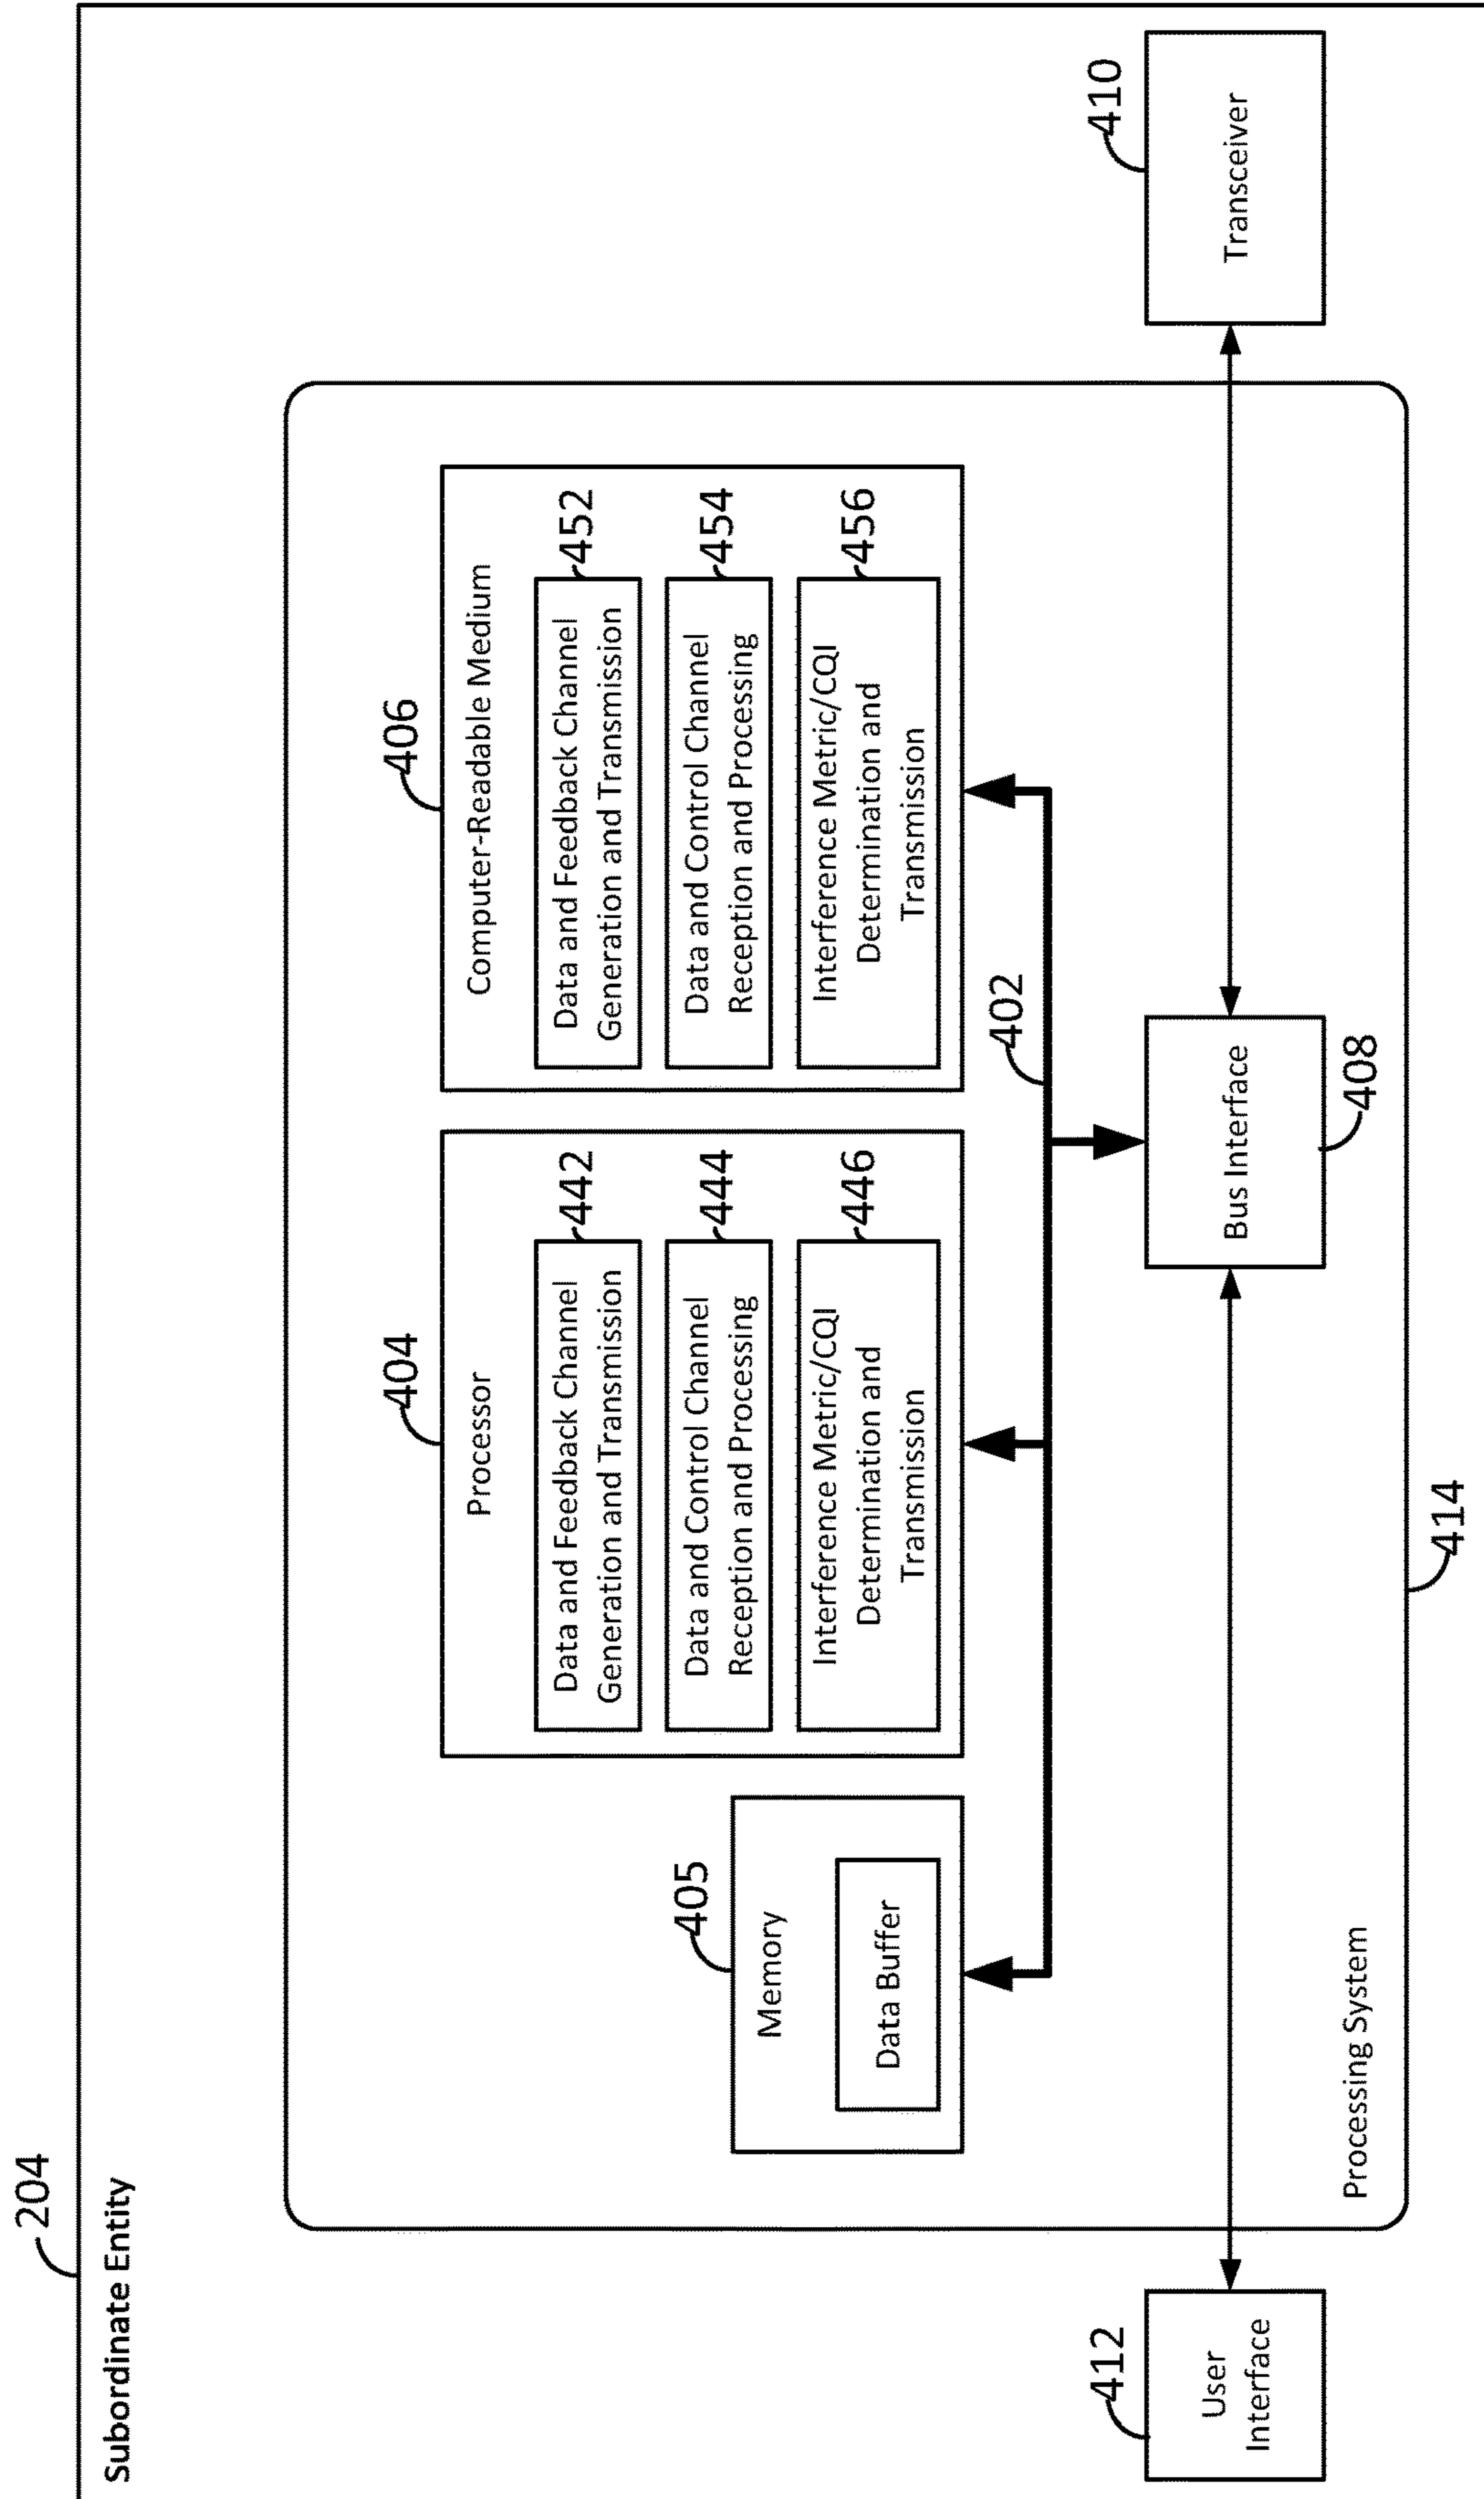 204
Subordinate Entity
406
Computer-Readable Medium
404
Processor
442
Data and Feedback Channel
Generation and Transmission
452
Data and Feedback Channel
Generation and Transmission
405
Memory
444
Data and Control Channel
Reception and Processing
454
Data and Control Channel
Reception and Processing
Data Buffer
446
Interference Metric/CQI
Determination and
Transmission
456
Interference Metric/CQI
Determination and
Transmission
402
412
User
Interface
Bus Interface
408
410
Transceiver
Processing System
414